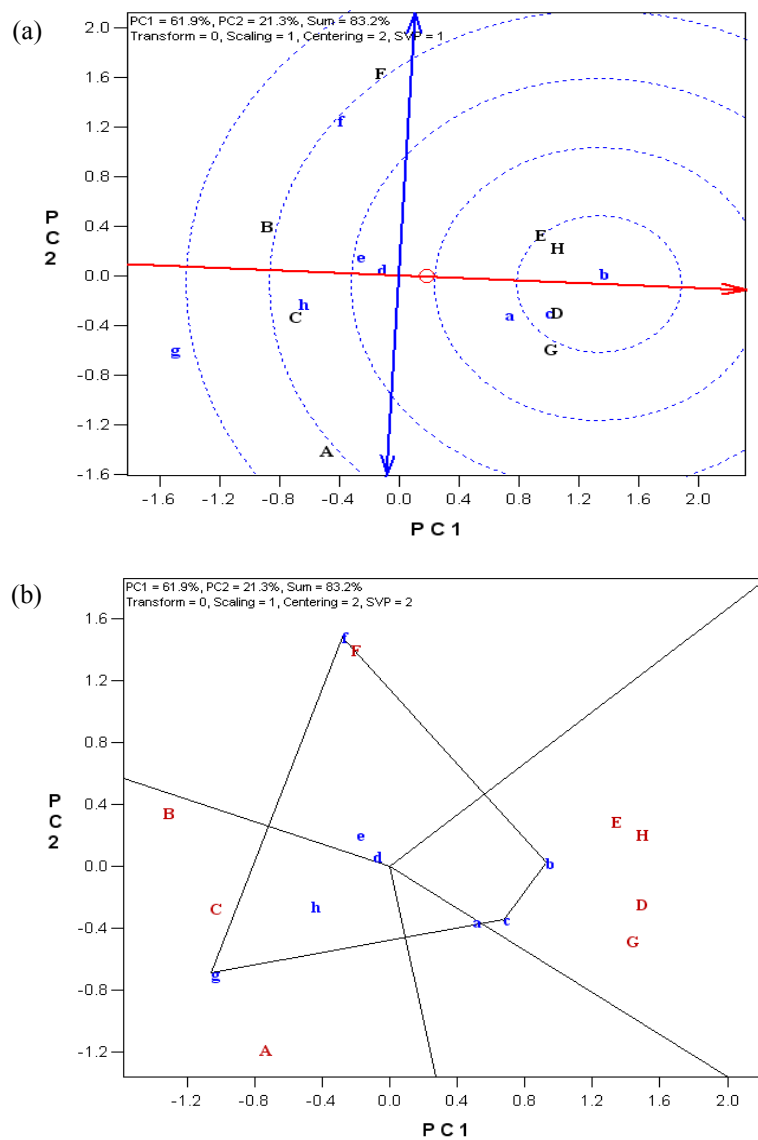 (a)
PC1 = 61.9%, PC2 = 21.3%, Sum = 83.2%
Transform = 0, Scaling = 1, Centering = 2, SVP = 1
2.0
1.6
1.2
0.8
0.4
0.0
-0.4
-0.8
-1.2
-1.6
P
C
2
F
f
B
E
H
e
d
b
h
C
a
c
D
G
g
A
-1.6 -1.2 -0.8 -0.4 0.0 0.4 0.8 1.2 1.6 2.0
PC1
(b)
PC1 = 61.9%, PC2 = 21.3%, Sum = 83.2%
Transform = 0, Scaling = 1, Centering = 2, SVP = 2
1.6
1.2
0.8
0.4
0.0
-0.4
-0.8
-1.2
P
C
2
f
F
B
E
e
H
d
b
C
h
D
a
c
G
g
A
-1.2 -0.8 -0.4 0.0 0.4 0.8 1.2 1.6 2.0
PC1